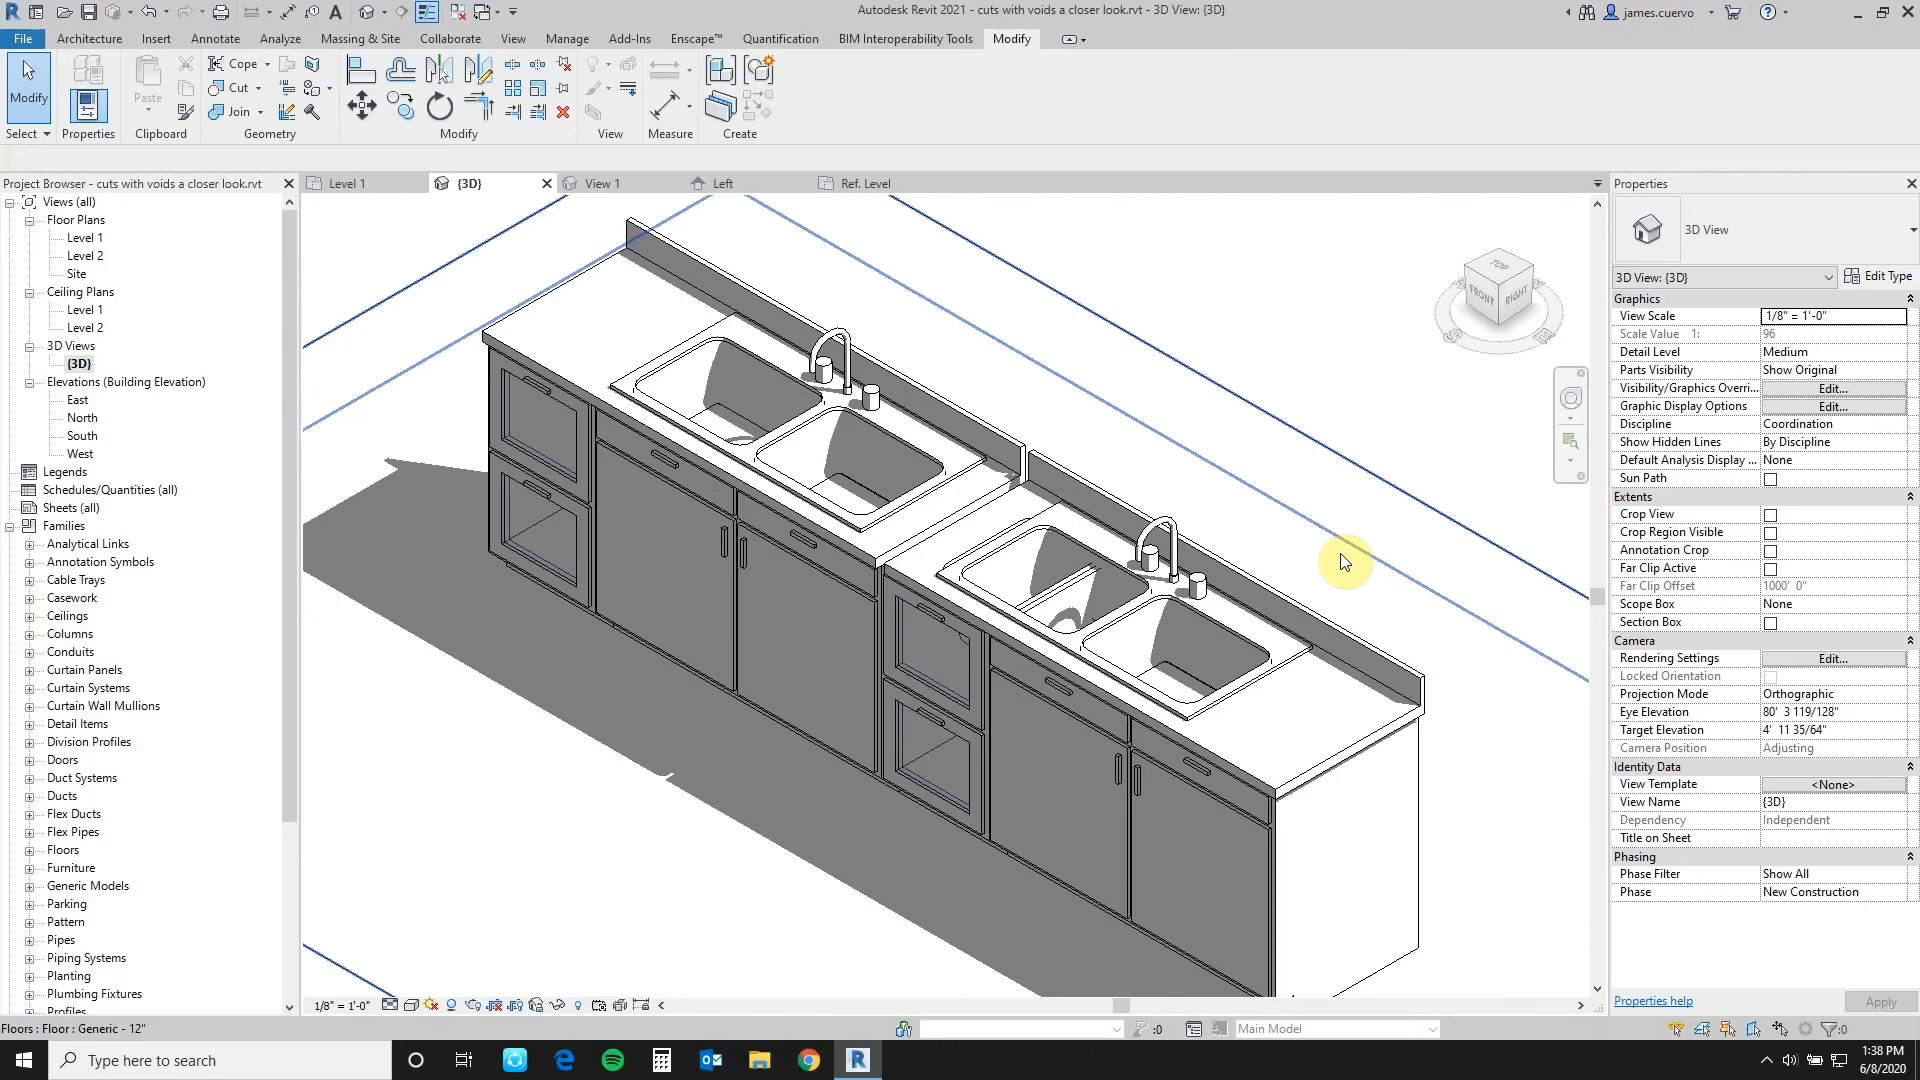 Autodesk Revit 2021 - cuts with voids a closer look.rvt - 3D View: {3D}
james.cuervo
File Architecture Insert Annotate Analyze Massing & Site Collaborate View Manage Add-Ins Enscape™ Quantification BIM Interoperability Tools Modify
Modify
Paste
Cope
Cut
Join
Select Properties Clipboard Geometry Modify View Measure Create
Project Browser - cuts with voids a closer look.rvt
Level 1 {3D} View 1 Left Ref. Level
Properties
Views (all)
Floor Plans
Level 1
Level 2
Site
Ceiling Plans
Level 1
Level 2
3D Views
{3D}
Elevations (Building Elevation)
East
North
South
West
Legends
Schedules/Quantities (all)
Sheets (all)
Families
Analytical Links
Annotation Symbols
Cable Trays
Casework
Ceilings
Columns
Conduits
Curtain Panels
Curtain Systems
Curtain Wall Mullions
Detail Items
Division Profiles
Doors
Duct Systems
Ducts
Flex Ducts
Flex Pipes
Floors
Furniture
Generic Models
Parking
Pattern
Pipes
Piping Systems
Planting
Plumbing Fixtures
Profiles
TOP
FRONT
RIGHT
3D View
3D View: {3D} Edit Type
Graphics
View Scale 1/8" = 1'-0"
Scale Value 1: 96
Detail Level Medium
Parts Visibility Show Original
Visibility/Graphics Overri... Edit...
Graphic Display Options Edit...
Discipline Coordination
Show Hidden Lines By Discipline
Default Analysis Display ... None
Sun Path
Extents
Crop View
Crop Region Visible
Annotation Crop
Far Clip Active
Far Clip Offset 1000' 0"
Scope Box None
Section Box
Camera
Rendering Settings Edit...
Locked Orientation
Projection Mode Orthographic
Eye Elevation 80' 3 119/128"
Target Elevation 4' 11 35/64"
Camera Position Adjusting
Identity Data
View Template <None>
View Name {3D}
Dependency Independent
Title on Sheet
Phasing
Phase Filter Show All
Phase New Construction
Properties help Apply
1/8" = 1'-0"
Floors : Floor : Generic - 12"
:0
Main Model
:0
Type here to search
1:38 PM
6/8/2020